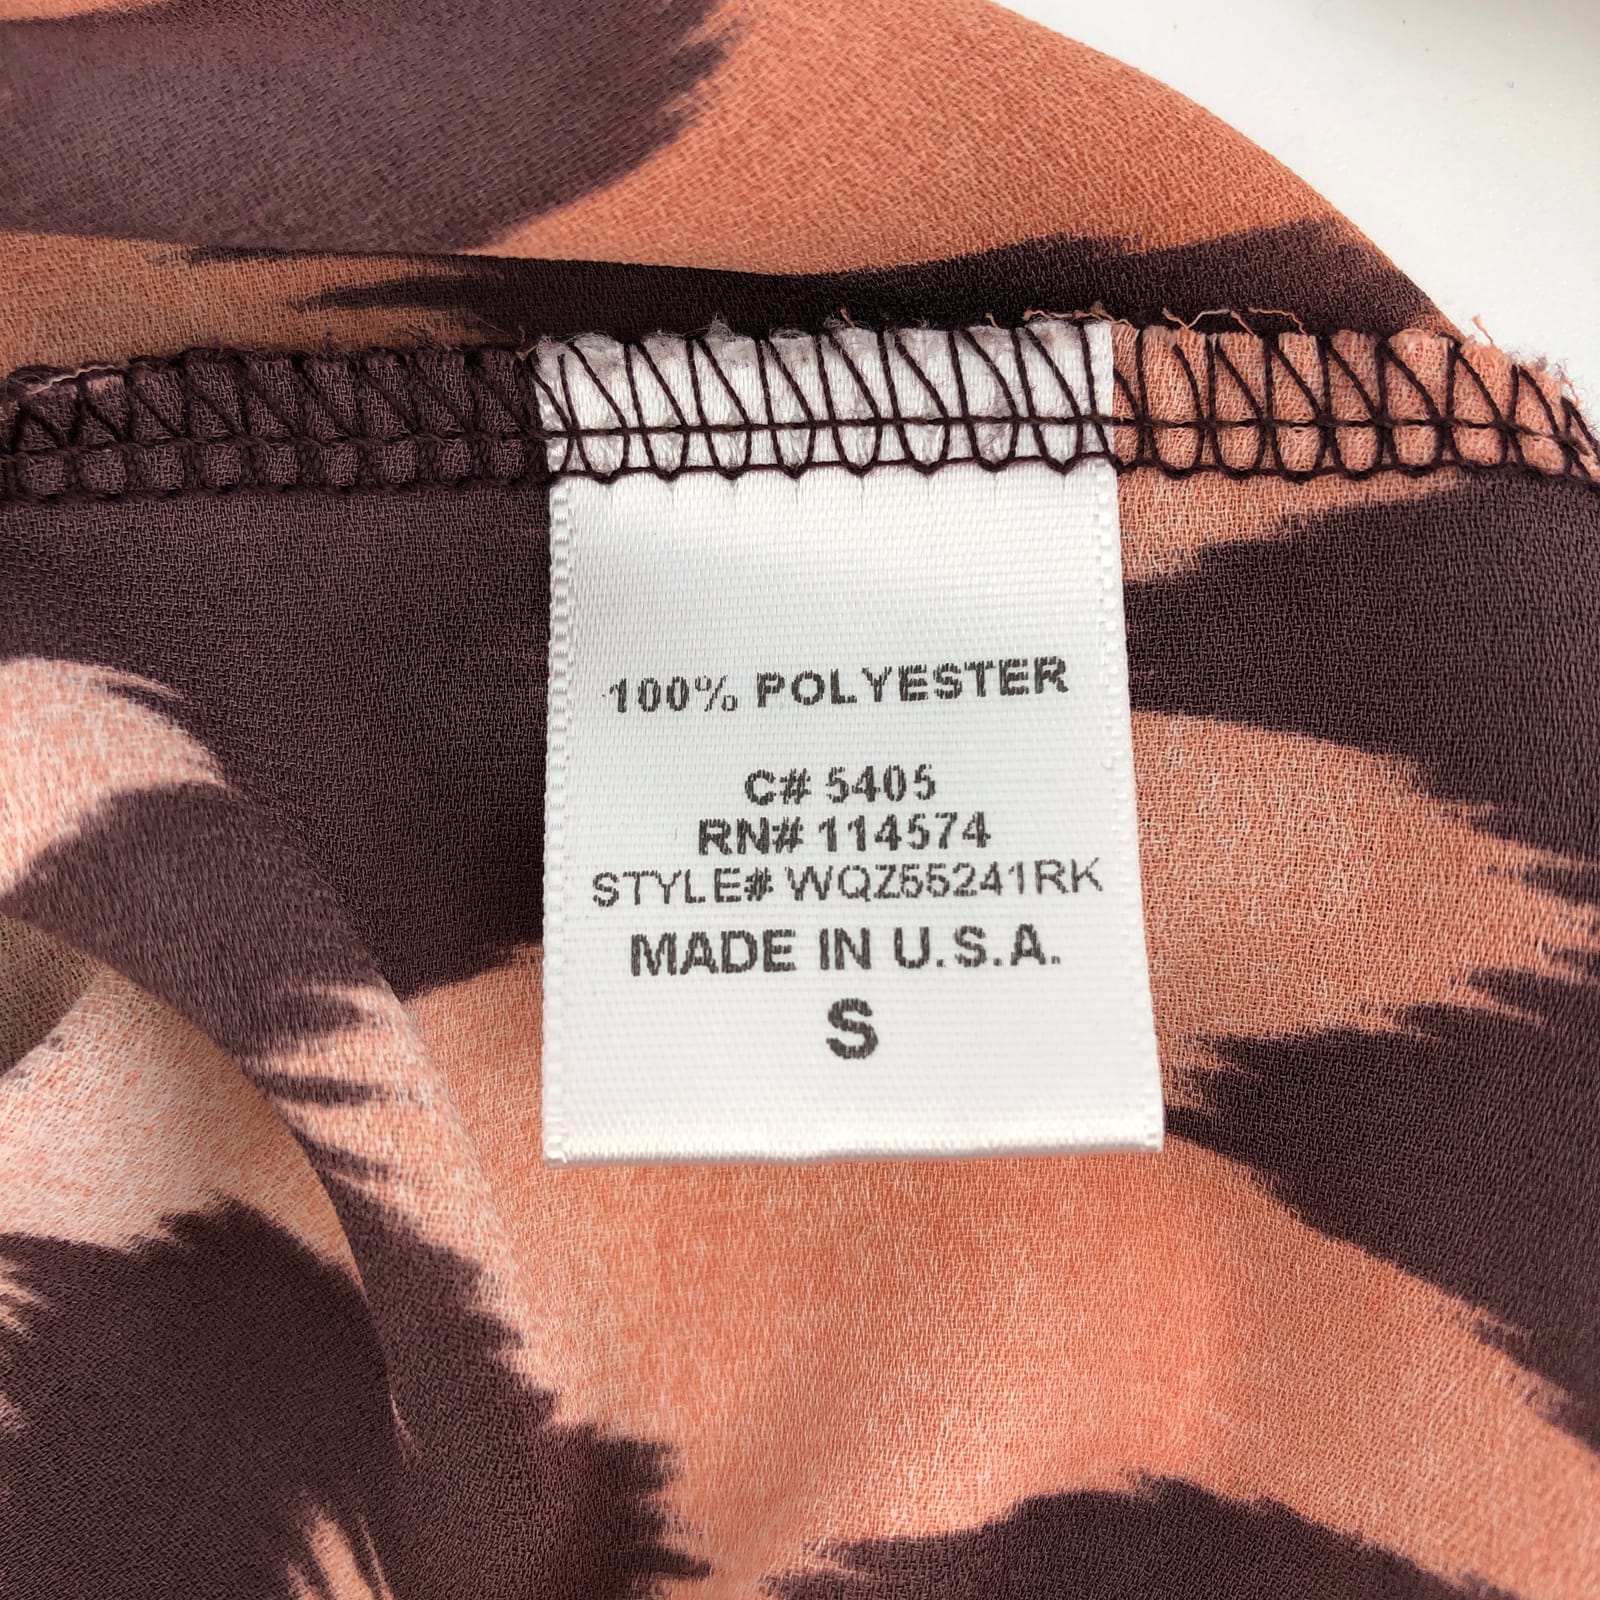 100% POLYESTER
C# 5405
RN# 114574
STYLE# WQZ55241RK
MADE IN U.S.A.
S